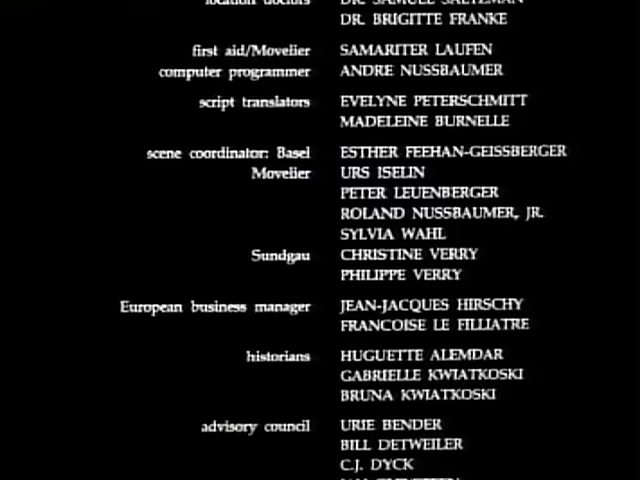 location doctors DR. SAMUEL SALTZMAN
DR. BRIGITTE FRANKE
first aid/Movelier SAMARITER LAUFEN
computer programmer ANDRE NUSSBAUMER
script translators EVELYNE PETERSCHMITT
MADELEINE BURNELLE
scene coordinator: Basel ESTHER FEEHAN-GEISSBERGER
Movelier URS ISELIN
PETER LEUENBERGER
ROLAND NUSSBAUMER, JR.
SYLVIA WAHL
Sundgau CHRISTINE VERRY
PHILIPPE VERRY
European business manager JEAN-JACQUES HIRSCHY
FRANCOISE LE FILLIATRE
historians HUGUETTE ALEMDAR
GABRIELLE KWIATKOSKI
BRUNA KWIATKOSKI
advisory council URIE BENDER
BILL DETWEILER
C.J. DYCK